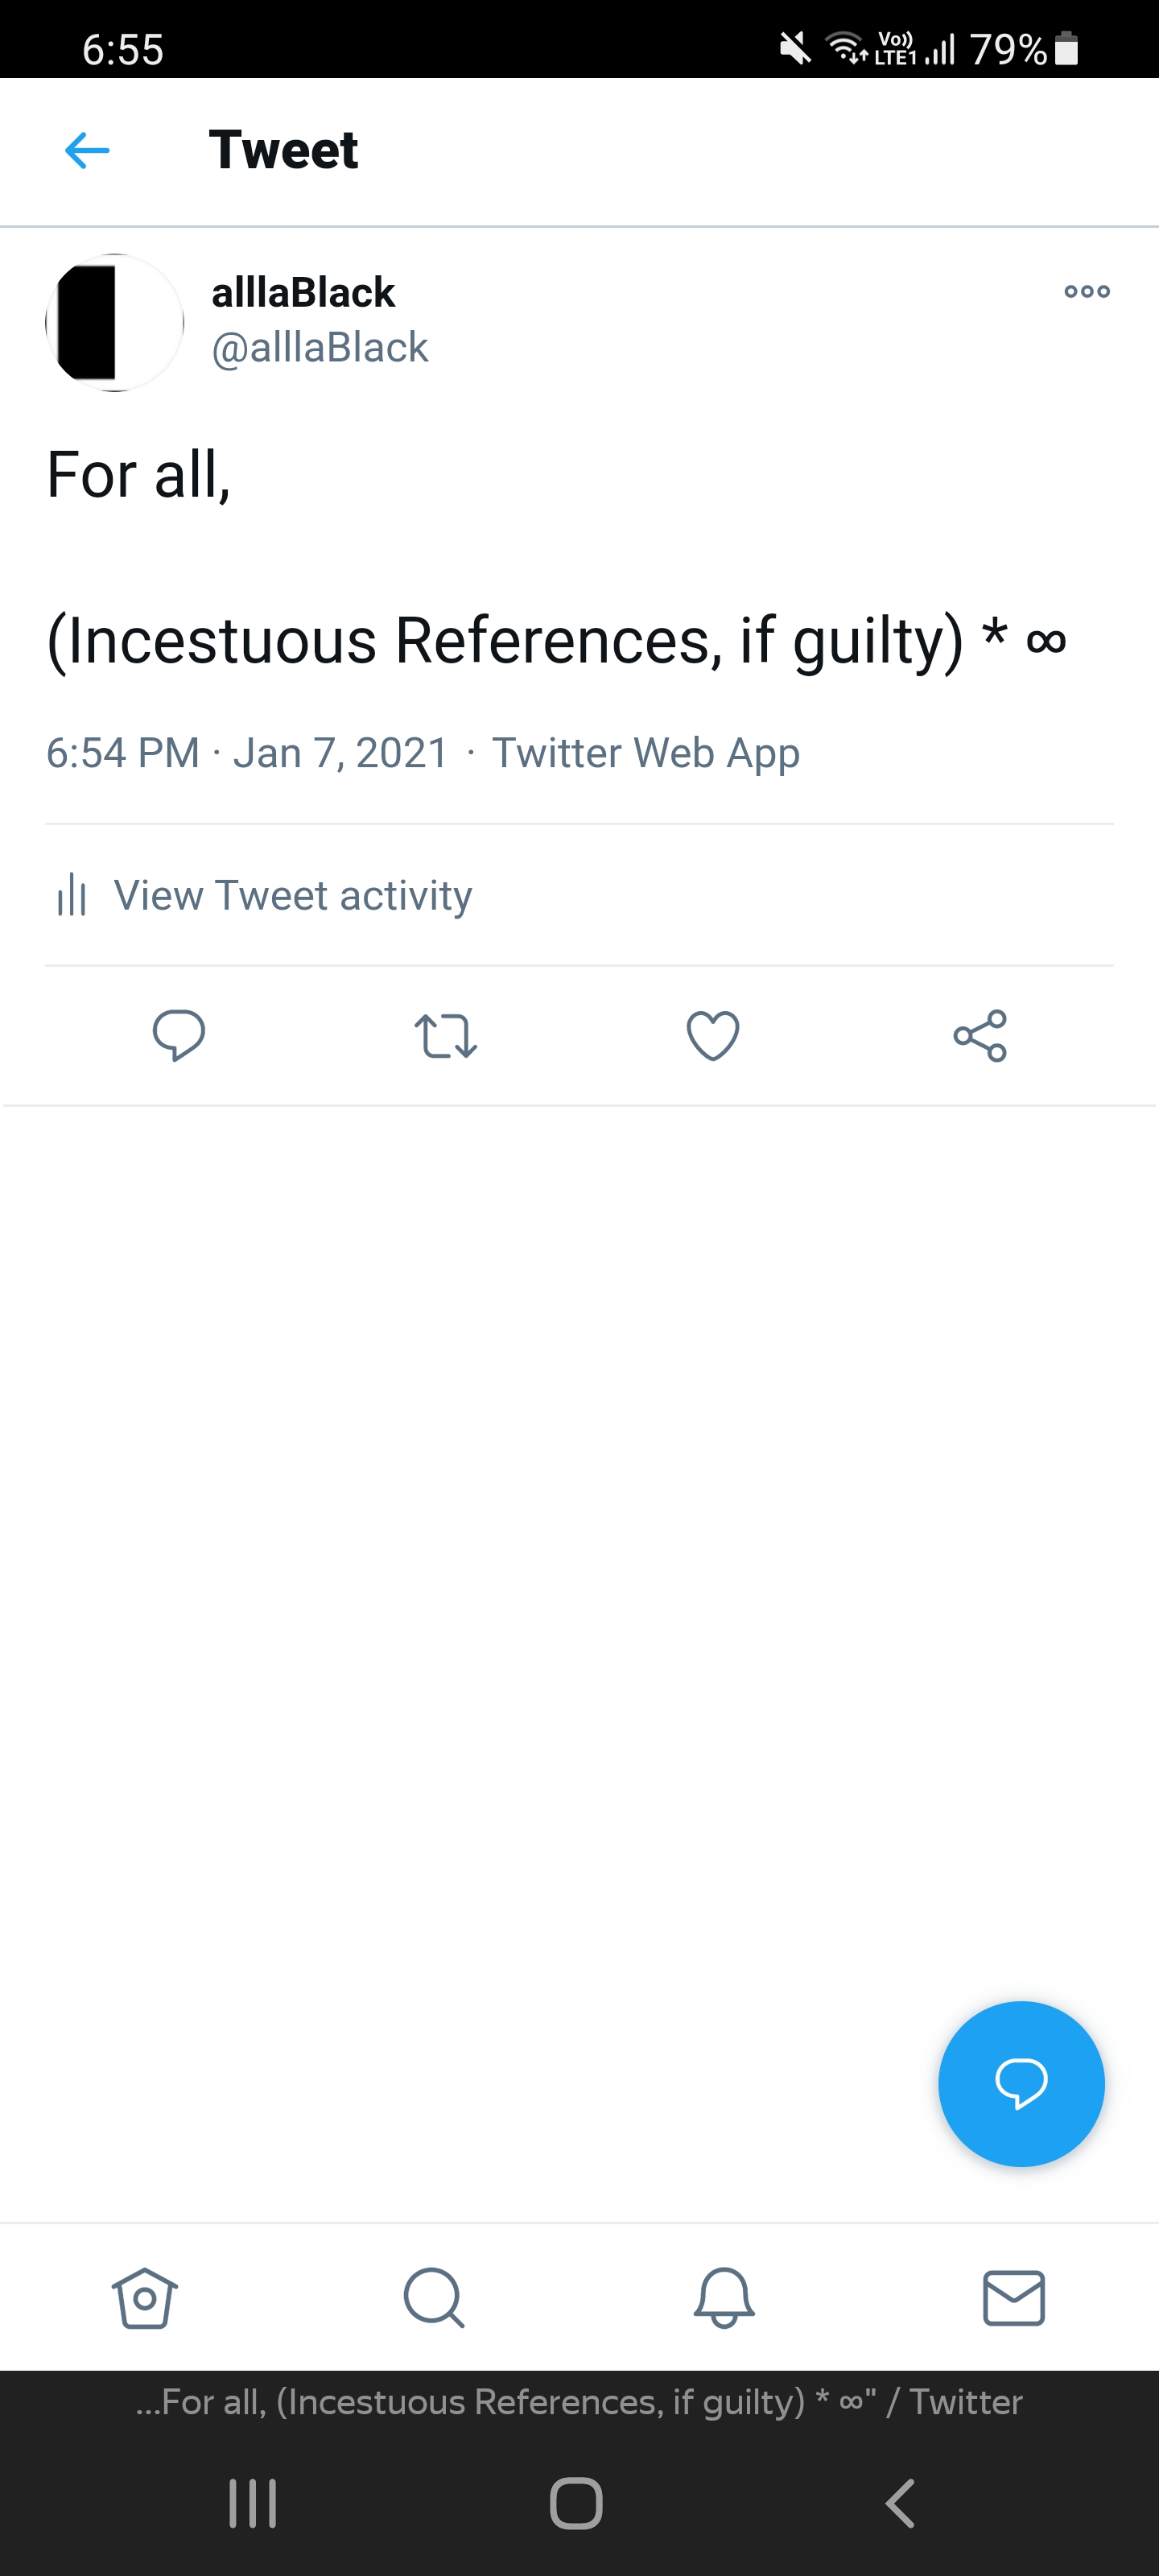 6:55
Vo)) LTE1 79%
Tweet
alllaBlack
@alllaBlack
For all,
(Incestuous References, if guilty) * ∞
6:54 PM · Jan 7, 2021 · Twitter Web App
View Tweet activity
...For all, (Incestuous References, if guilty) * ∞" / Twitter